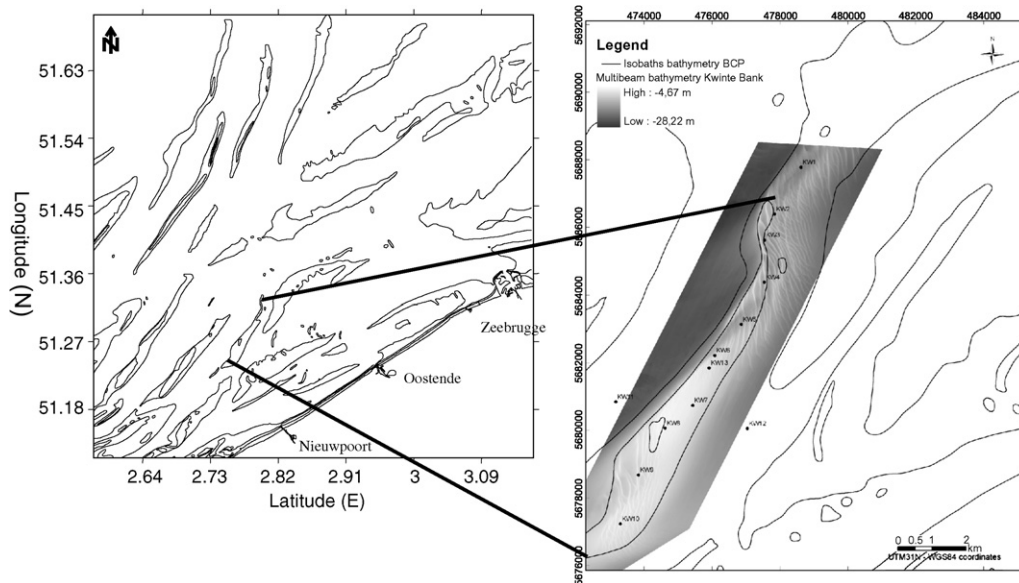 N
51.63
51.54
51.45
51.36
51.27
51.18
Longitude (N)
2.64 2.73 2.82 2.91 3 3.09
Latitude (E)
Zeebrugge
Oostende
Nieuwpoort
474000 476000 478000 480000 482000 484000
5692000
5690000
5688000
5686000
5684000
5682000
5680000
5678000
5676000
Legend
Isobaths bathymetry BCP
Multibeam bathymetry Kwinte Bank
High : -4,67 m
Low : -28,22 m
N
KW1
KW2
KW3
KW4
KW5
KW6
KW13
KW11
KW7
KW8
KW12
KW9
KW10
0 0.5 1 2
km
UTM31N - WGS84 coordinates